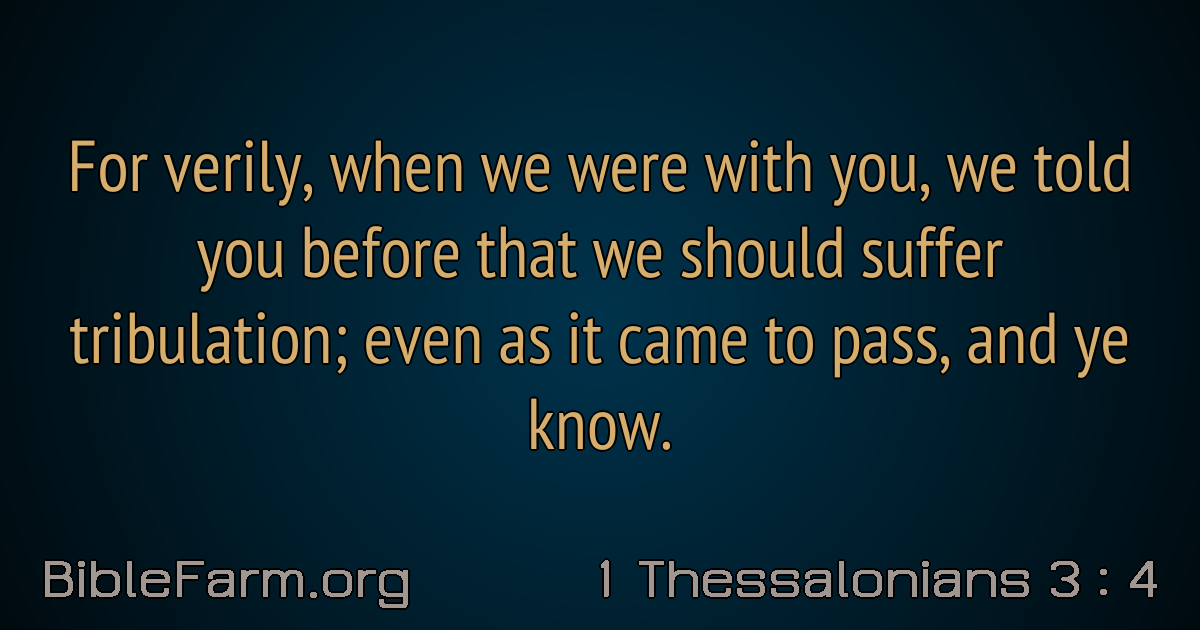 For verily, when we were with you, we told
you before that we should suffer
tribulation; even as it came to pass, and ye
know.
BibleFarm.org
1 Thessalonians 3 : 4